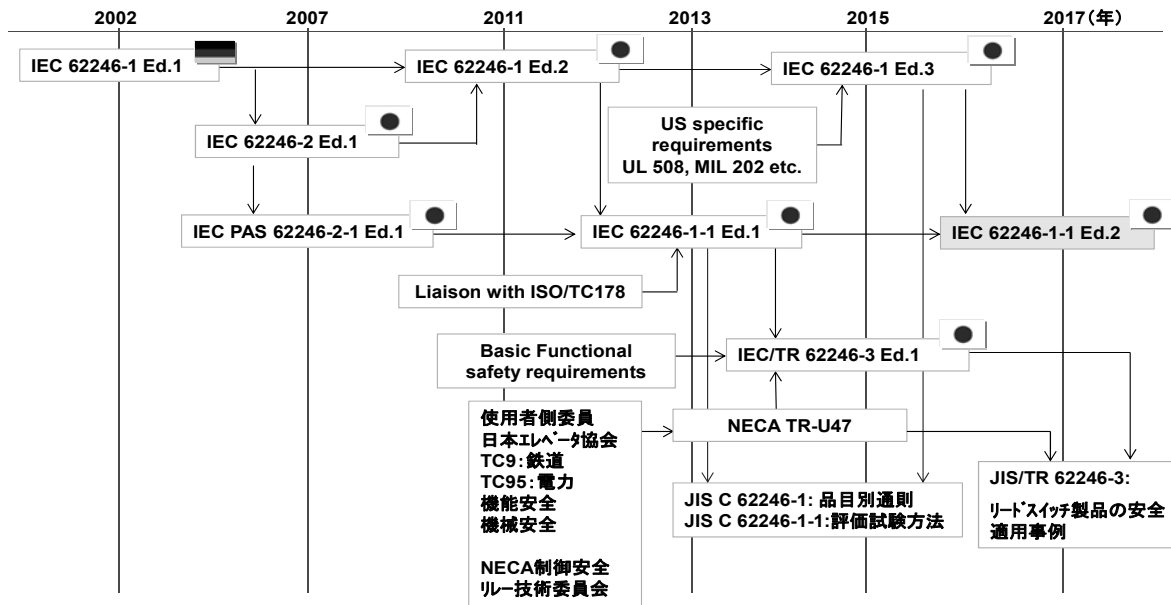 2002 2007 2011 2013 2015 2017(年)
IEC 62246-1 Ed.1
IEC 62246-1 Ed.2
IEC 62246-1 Ed.3
US specific
requirements
UL 508, MIL 202 etc.
IEC 62246-2 Ed.1
IEC PAS 62246-2-1 Ed.1
IEC 62246-1-1 Ed.1
IEC 62246-1-1 Ed.2
Liaison with ISO/TC178
Basic Functional
safety requirements
IEC/TR 62246-3 Ed.1
使用者側委員
日本エレベータ協会
TC9:鉄道
TC95:電力
機能安全
機械安全
NECA制御安全
リレー技術委員会
NECA TR-U47
JIS C 62246-1: 品目別通則
JIS C 62246-1-1:評価試験方法
JIS/TR 62246-3:
リードスイッチ製品の安全
適用事例